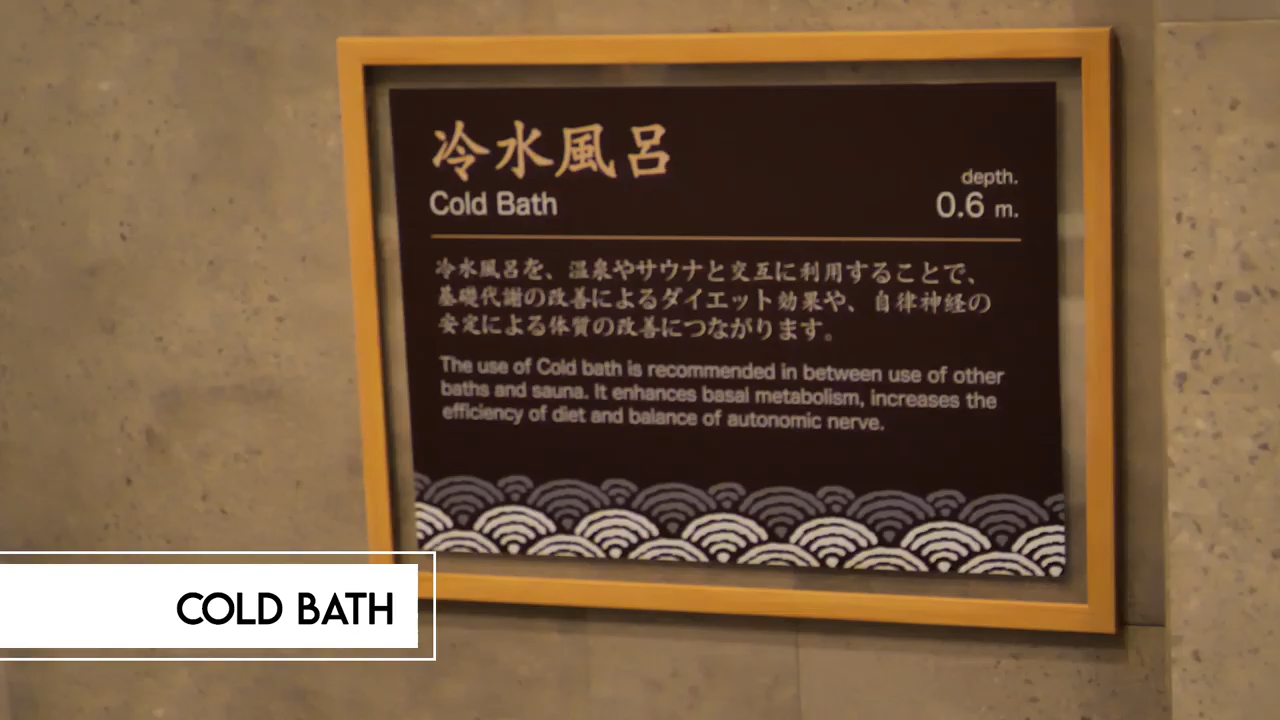 冷水風呂
Cold Bath
depth.
0.6 m.
冷水風呂を、温泉やサウナと交互に利用することで、
基礎代謝の改善によるダイエット効果や、自律神経の
安定による体質の改善につながります。
The use of Cold bath is recommended in between use of other
baths and sauna. It enhances basal metabolism, increases the
efficiency of diet and balance of autonomic nerve.
COLD BATH